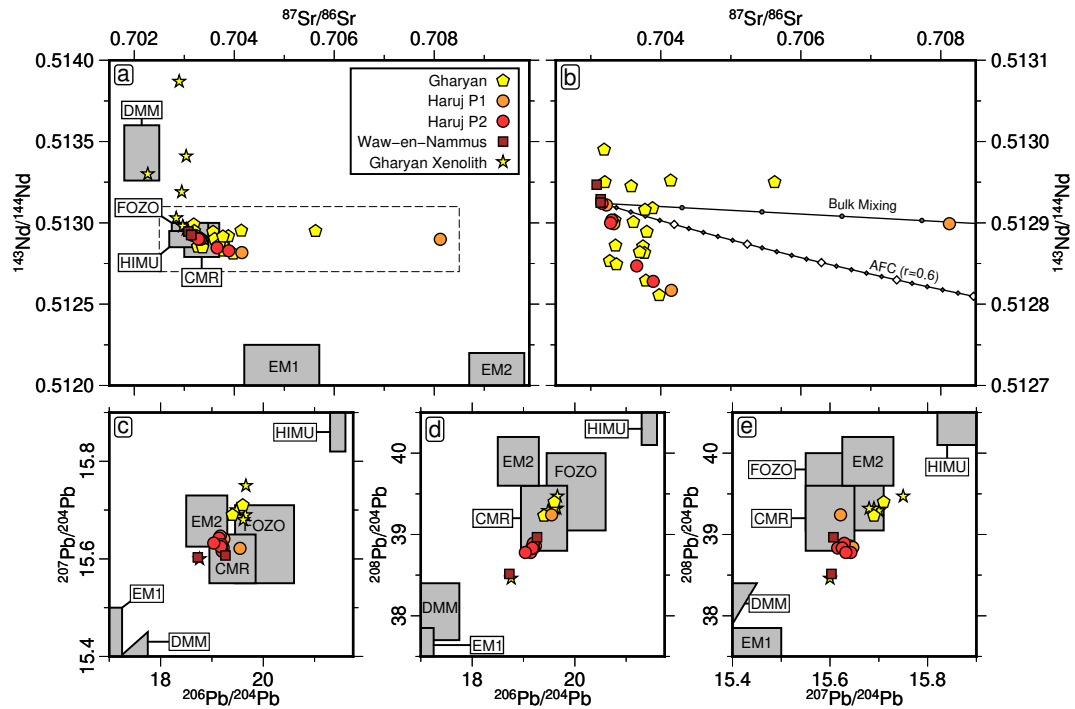 87Sr/86Sr
87Sr/86Sr
0.702 0.704 0.706 0.708
0.704 0.706 0.708
a
b
Gharyan
Haruj P1
Haruj P2
Waw-en-Nammus
Gharyan Xenolith
DMM
FOZO
HIMU
CMR
EM1
EM2
143Nd/144Nd
0.5140
0.5135
0.5130
0.5125
0.5120
Bulk Mixing
AFC (r=0.6)
0.5131
0.5130
0.5129
0.5128
0.5127
143Nd/144Nd
c
HIMU
EM2
FOZO
CMR
EM1
DMM
207Pb/204Pb
15.8
15.6
15.4
18 20
206Pb/204Pb
d
HIMU
EM2
FOZO
CMR
DMM
EM1
208Pb/204Pb
40
39
38
18 20
206Pb/204Pb
e
FOZO
EM2
HIMU
CMR
DMM
EM1
208Pb/204Pb
40
39
38
15.4 15.6 15.8
207Pb/204Pb